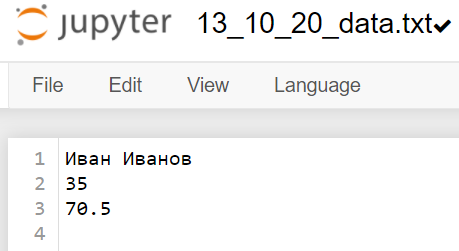 jupyter 13_10_20_data.txt
File Edit View Language
1 Иван Иванов
2 35
3 70.5
4